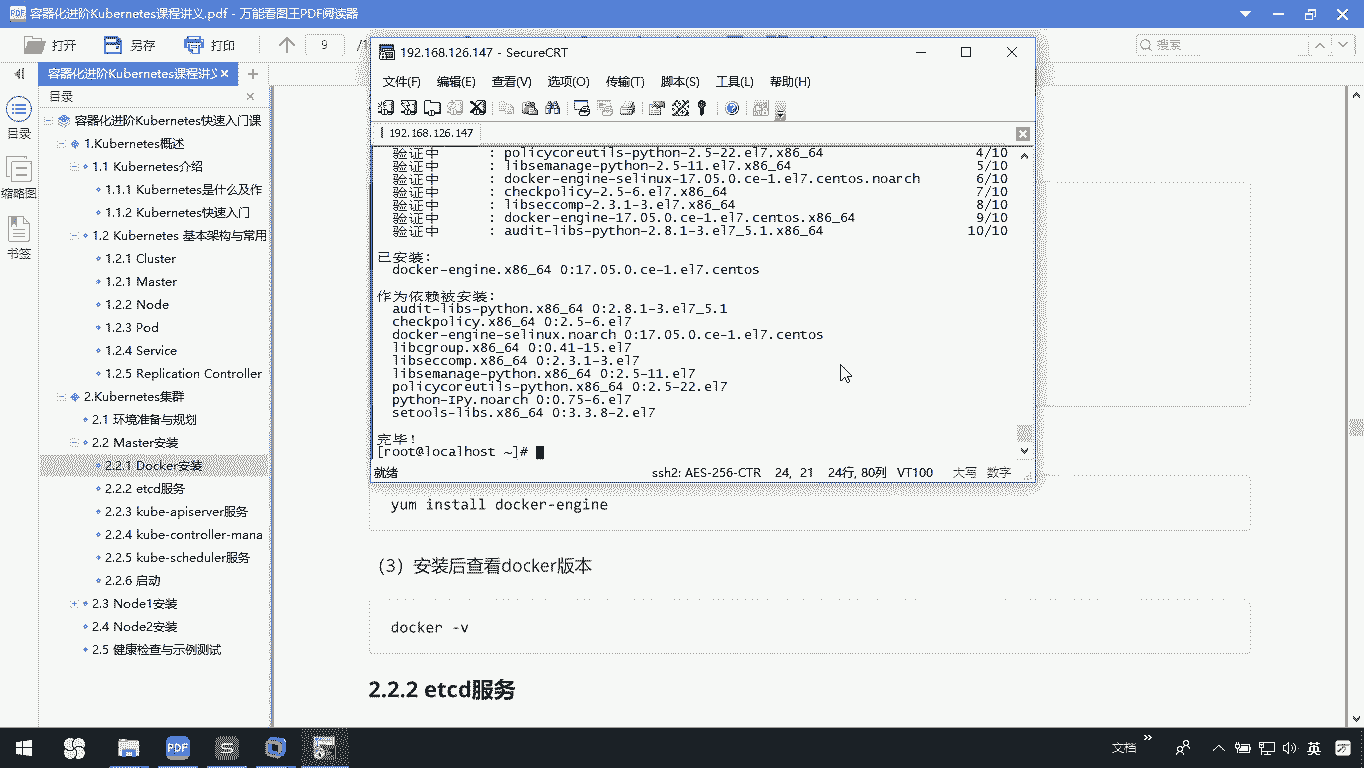 容器化进阶Kubernetes课程讲义.pdf - 万能看图王PDF阅读器
打开
另存
打印
9
搜索
容器化进阶Kubernetes课程讲义
目录
目录
缩略图
书签
容器化进阶Kubernetes快速入门课
1.Kubernetes概述
1.1 Kubernetes介绍
1.1.1 Kubernetes是什么及作
1.1.2 Kubernetes快速入门
1.2 Kubernetes 基本架构与常用
1.2.1 Cluster
1.2.1 Master
1.2.2 Node
1.2.3 Pod
1.2.4 Service
1.2.5 Replication Controller
2.Kubernetes集群
2.1 环境准备与规划
2.2 Master安装
2.2.1 Docker安装
2.2.2 etcd服务
2.2.3 kube-apiserver服务
2.2.4 kube-controller-mana
2.2.5 kube-scheduler服务
2.2.6 启动
2.3 Node1安装
2.4 Node2安装
2.5 健康检查与示例测试
192.168.126.147 - SecureCRT
文件(F) 编辑(E) 查看(V) 选项(O) 传输(T) 脚本(S) 工具(L) 帮助(H)
192.168.126.147
验证中 : policycoreutils-python-2.5-22.el7.x86_64 4/10
验证中 : libsemanage-python-2.5-11.el7.x86_64 5/10
验证中 : docker-engine-selinux-17.05.0.ce-1.el7.centos.noarch 6/10
验证中 : checkpolicy-2.5-6.el7.x86_64 7/10
验证中 : libseccomp-2.3.1-3.el7.x86_64 8/10
验证中 : docker-engine-17.05.0.ce-1.el7.centos.x86_64 9/10
验证中 : audit-libs-python-2.8.1-3.el7_5.1.x86_64 10/10
已安装:
docker-engine.x86_64 0:17.05.0.ce-1.el7.centos
作为依赖被安装:
audit-libs-python.x86_64 0:2.8.1-3.el7_5.1
checkpolicy.x86_64 0:2.5-6.el7
docker-engine-selinux.noarch 0:17.05.0.ce-1.el7.centos
libcgroup.x86_64 0:0.41-15.el7
libseccomp.x86_64 0:2.3.1-3.el7
libsemanage-python.x86_64 0:2.5-11.el7
policycoreutils-python.x86_64 0:2.5-22.el7
python-IPy.noarch 0:0.75-6.el7
setools-libs.x86_64 0:3.3.8-2.el7
完毕!
[root@localhost ~]#
就绪 ssh2: AES-256-CTR 24, 21 24行, 80列 VT100 大写 数字
yum install docker-engine
（3）安装后查看docker版本
docker -v
2.2.2 etcd服务
文档
英